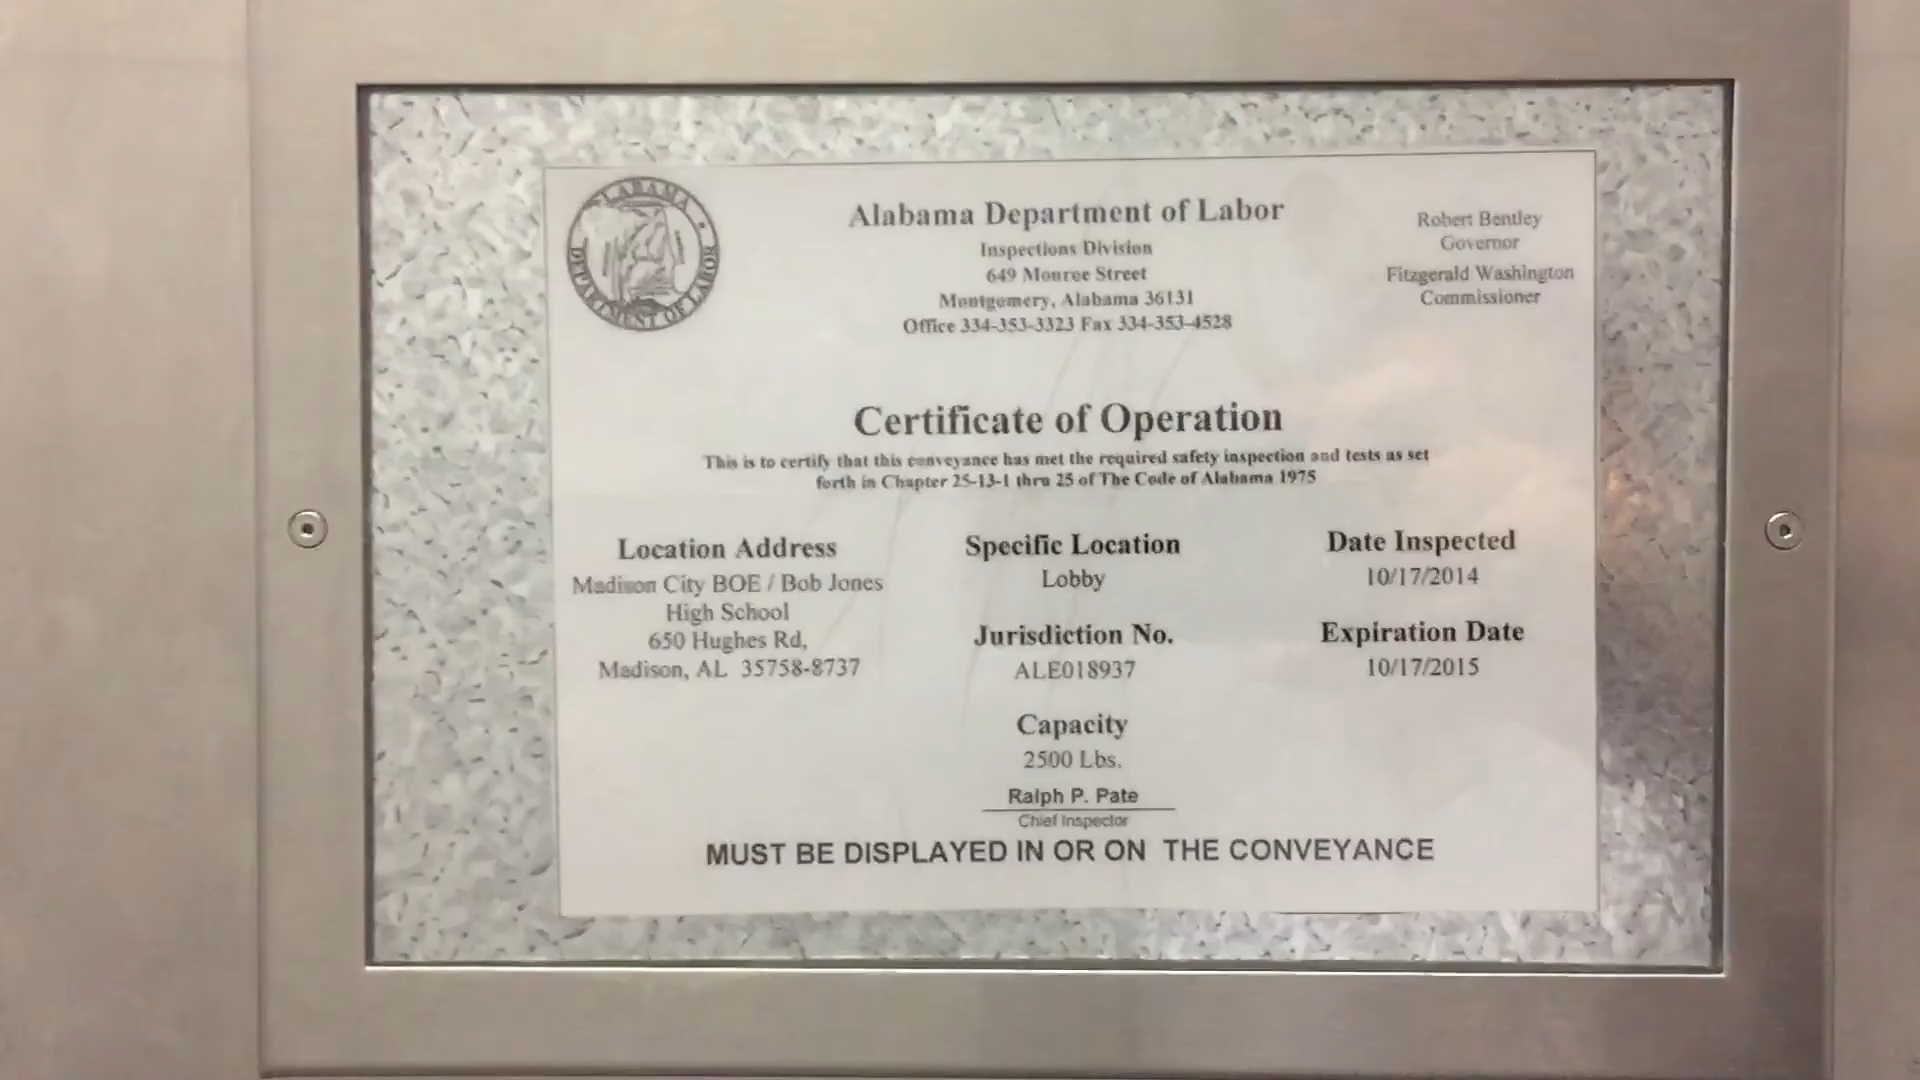 ALABAMA
DEPARTMENT OF LABOR
Alabama Department of Labor
Inspections Division
649 Monroe Street
Montgomery, Alabama 36131
Office 334-353-3323 Fax 334-353-4528
Robert Bentley
Governor
Fitzgerald Washington
Commissioner
Certificate of Operation
This is to certify that this conveyance has met the required safety inspection and tests as set
forth in Chapter 25-13-1 thru 25 of The Code of Alabama 1975
Location Address
Madison City BOE / Bob Jones
High School
650 Hughes Rd,
Madison, AL 35758-8737
Specific Location
Lobby
Jurisdiction No.
ALE018937
Capacity
2500 Lbs.
Date Inspected
10/17/2014
Expiration Date
10/17/2015
Ralph P. Pate
Chief Inspector
MUST BE DISPLAYED IN OR ON THE CONVEYANCE